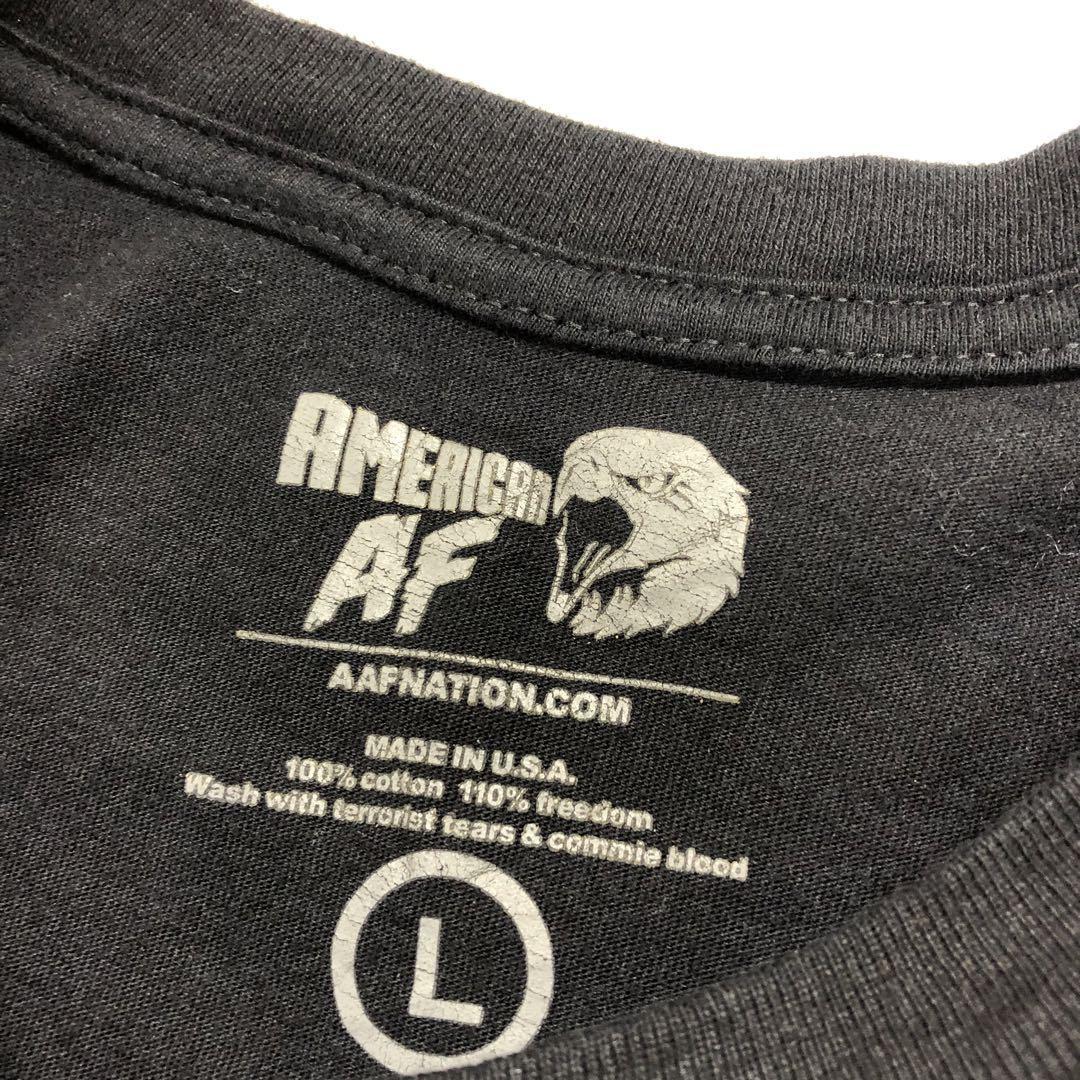 AMERICAN
AF
AAFNATION.COM
MADE IN U.S.A.
100% cotton 110% freedom
Wash with terrorist tears & commie blood
L